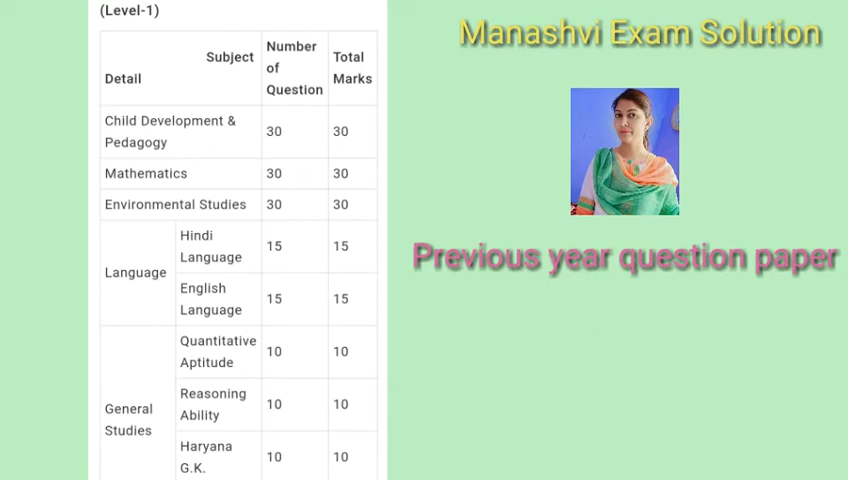 (Level-1)
Subject
Detail
Number
of
Question
Total
Marks
Child Development &
Pedagogy
30
30
Mathematics
30
30
Environmental Studies
30
30
Language
Hindi
Language
15
15
English
Language
15
15
General
Studies
Quantitative
Aptitude
10
10
Reasoning
Ability
10
10
Haryana
G.K.
10
10
Manashvi Exam Solution
Previous year question paper